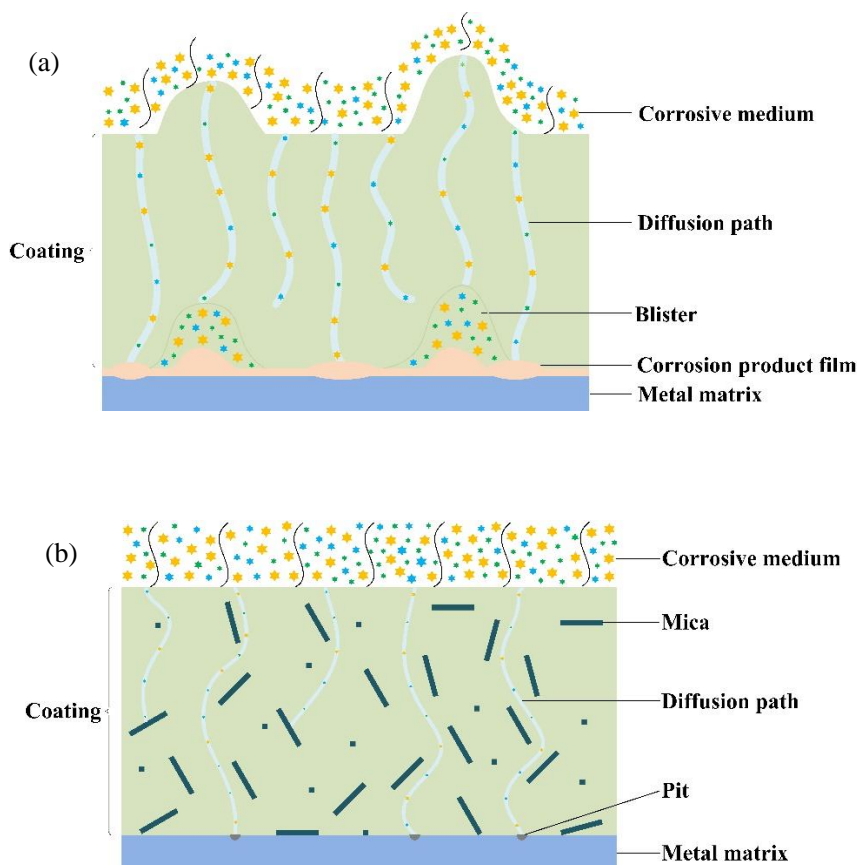 (a)
Corrosive medium
Diffusion path
Coating
Blister
Corrosion product film
Metal matrix
(b)
Corrosive medium
Mica
Diffusion path
Coating
Pit
Metal matrix